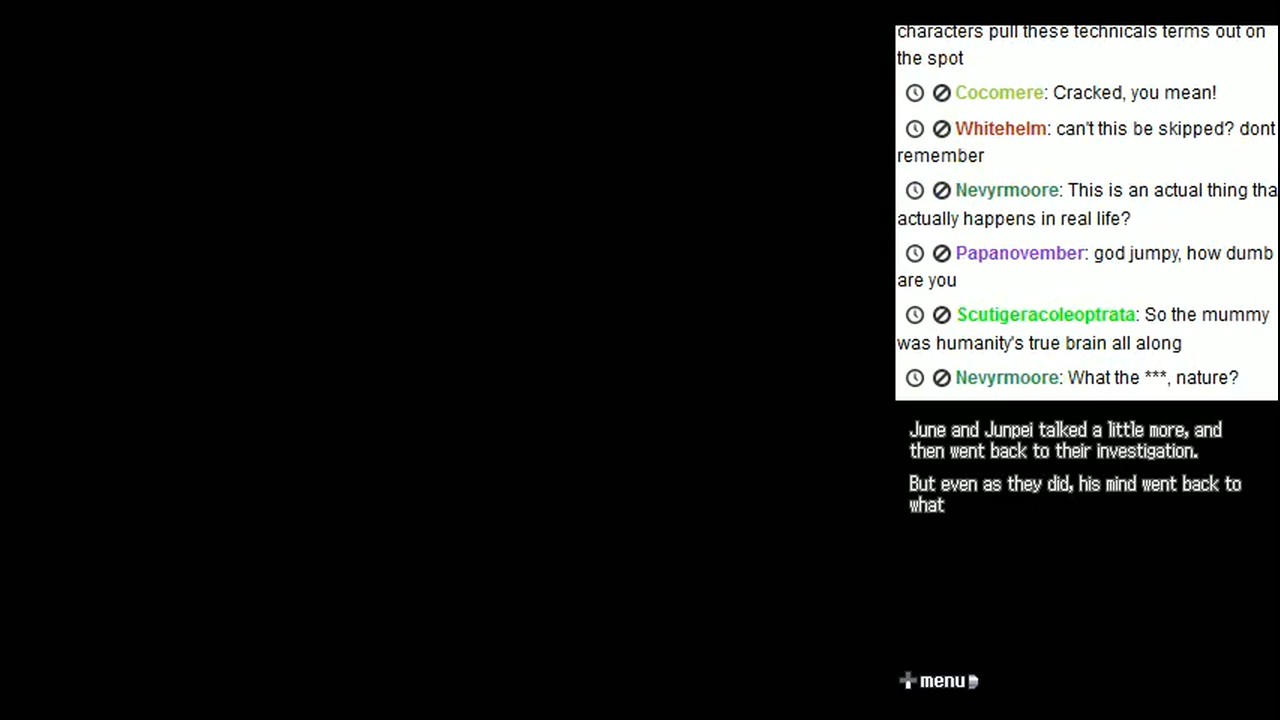 characters pull these technicals terms out on
the spot
Cocomere: Cracked, you mean!
Whitehelm: can't this be skipped? dont
remember
Nevyrmoore: This is an actual thing tha
actually happens in real life?
Papanovember: god jumpy, how dumb
are you
Scutigeracoleoptrata: So the mummy
was humanity's true brain all along
Nevyrmoore: What the ***, nature?
June and Junpei talked a little more, and
then went back to their investigation.
But even as they did, his mind went back to
what
menu